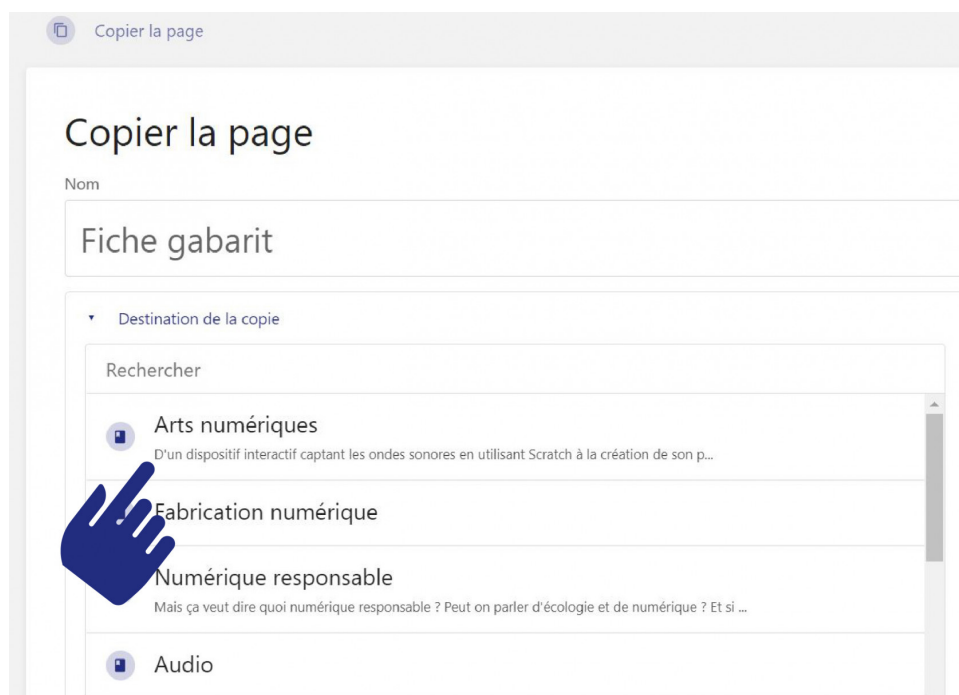 Copier la page
Copier la page
Nom
Fiche gabarit
Destination de la copie
Rechercher
Arts numériques
D'un dispositif interactif captant les ondes sonores en utilisant Scratch à la création de son p...
Fabrication numérique
Numérique responsable
Mais ça veut dire quoi numérique responsable ? Peut on parler d'écologie et de numérique ? Et si ...
Audio